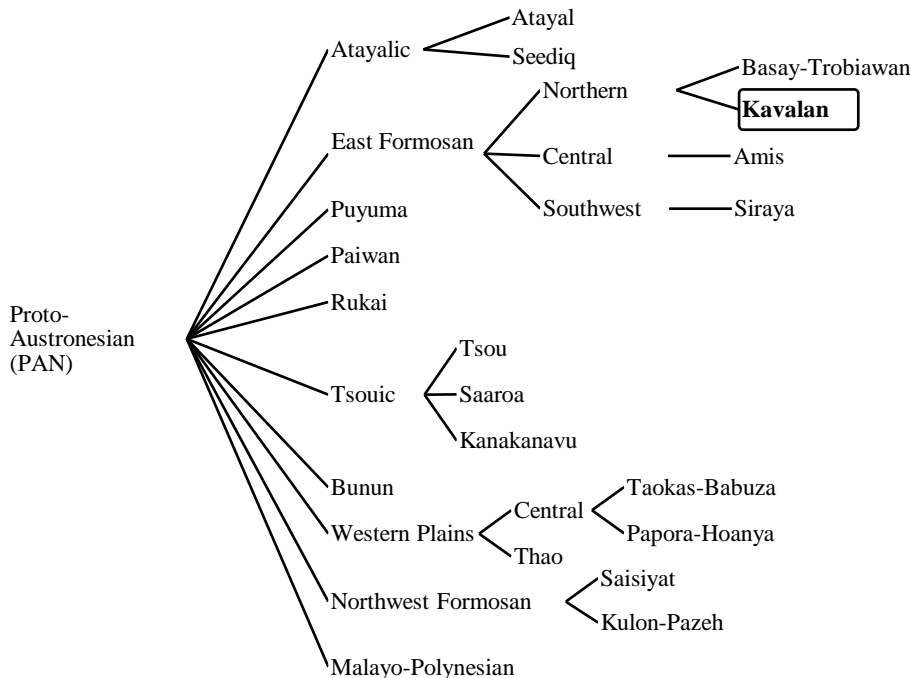 Atayal
Atayalic
Seediq
Basay-Trobiawan
Northern
Kavalan
East Formosan
Central
Amis
Southwest
Siraya
Puyuma
Paiwan
Rukai
Proto-
Austronesian
(PAN)
Tsou
Tsouic
Saaroa
Kanakanavu
Bunun
Taokas-Babuza
Central
Western Plains
Papora-Hoanya
Thao
Saisiyat
Northwest Formosan
Kulon-Pazeh
Malayo-Polynesian